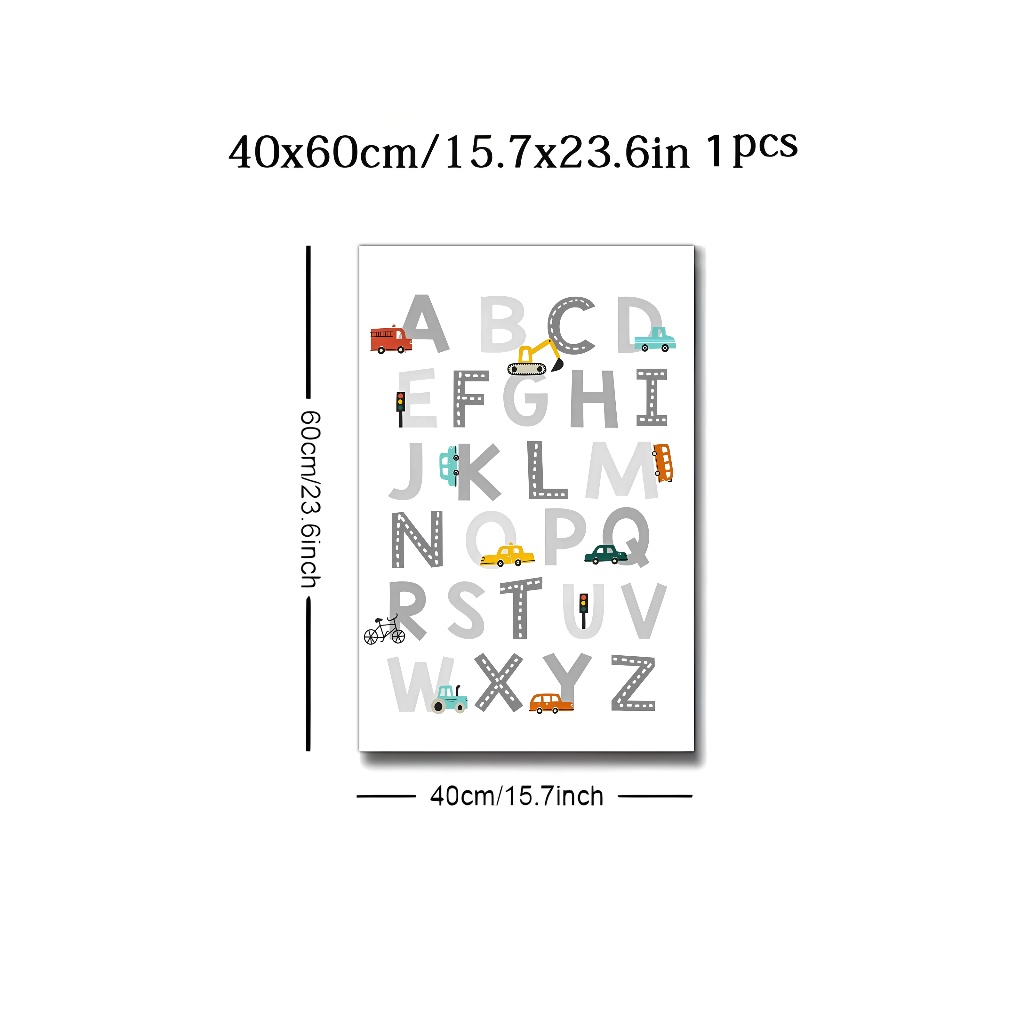 40x60cm/15.7x23.6in 1pcs
60cm/23.6inch
A B C D
E F G H I
J K L M
N O P Q
R S T U V
W X Y Z
40cm/15.7inch